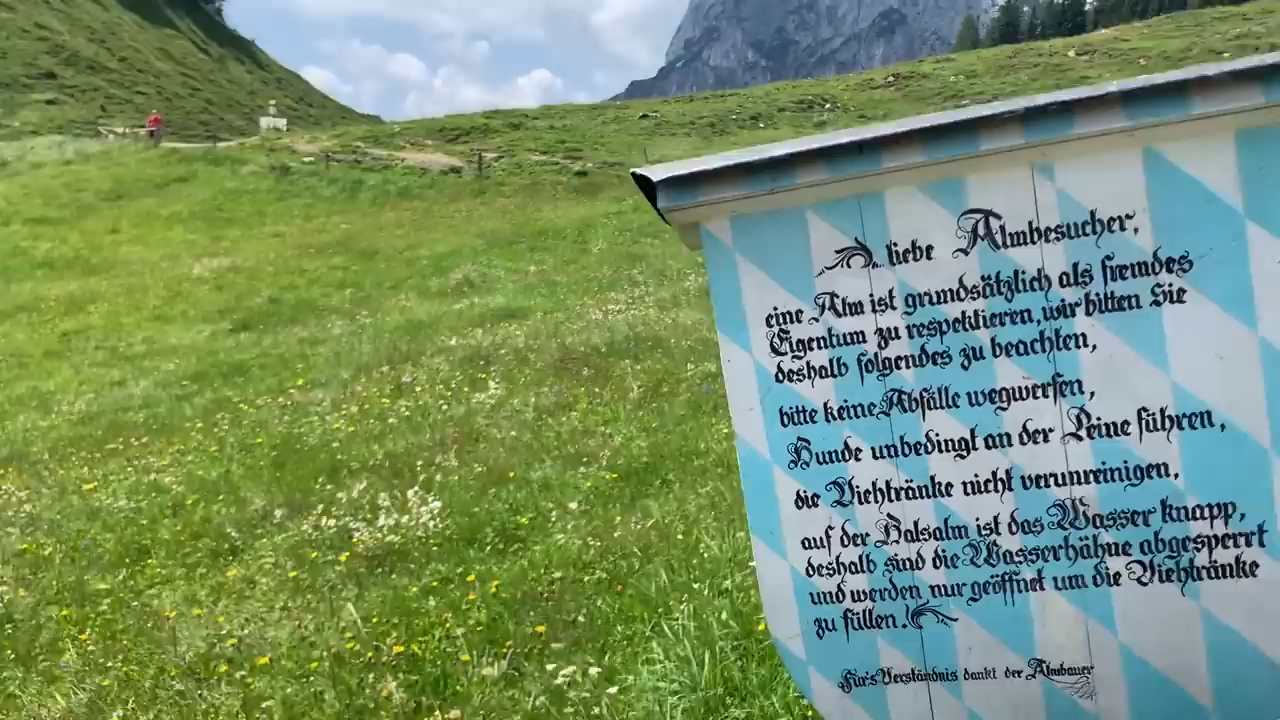 liebe Almbesucher,
eine Alm ist grundsätzlich als fremdes
Eigentum zu respektieren, wir bitten Sie
deshalb folgendes zu beachten,
bitte keine Abfälle wegwerfen,
Hunde unbedingt an der Leine führen,
die Viehtränke nicht verunreinigen,
auf der Halsalm ist das Wasser knapp,
deshalb sind die Wasserhähne abgesperrt
und werden nur geöffnet um die Viehtränke
zu füllen.
Für's Verständnis dankt der Almbauer